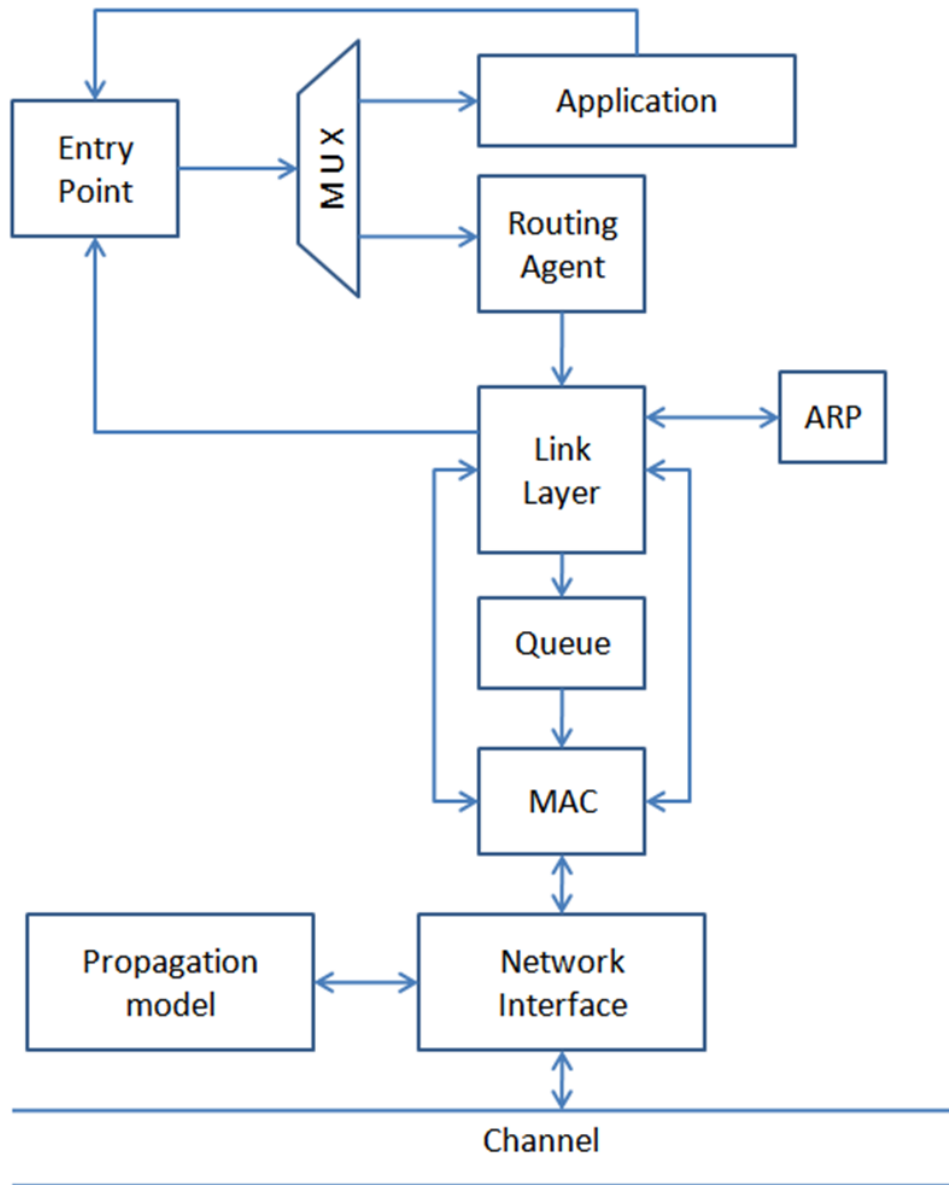 Application
Entry
Point
MUX
Routing
Agent
ARP
Link
Layer
Queue
MAC
Propagation
model
Network
Interface
Channel